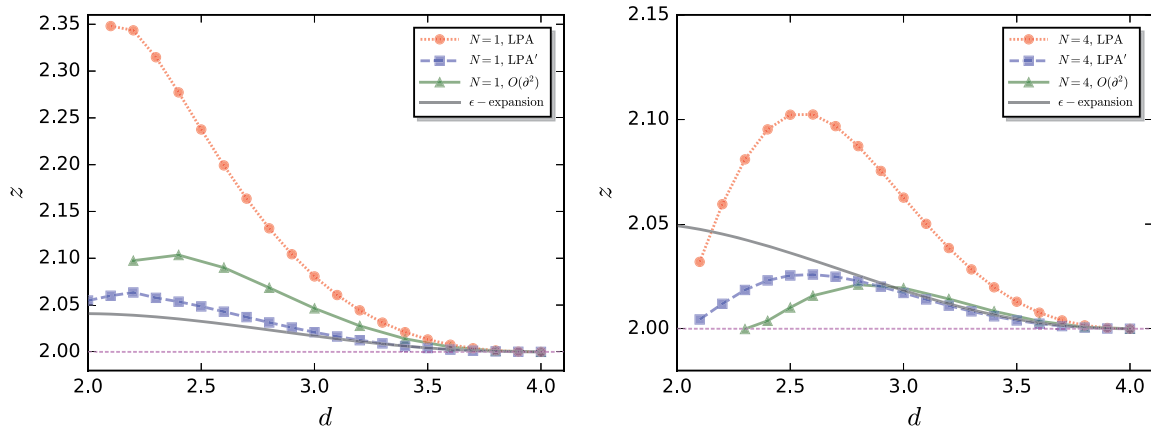 2.35
2.30
2.25
2.20
2.15
2.10
2.05
2.00
z
2.0
2.5
3.0
3.5
4.0
d
N = 1, LPA
N = 1, LPA′
N = 1, O(∂²)
ϵ − expansion
2.15
2.10
2.05
2.00
z
2.0
2.5
3.0
3.5
4.0
d
N = 4, LPA
N = 4, LPA′
N = 4, O(∂²)
ϵ − expansion